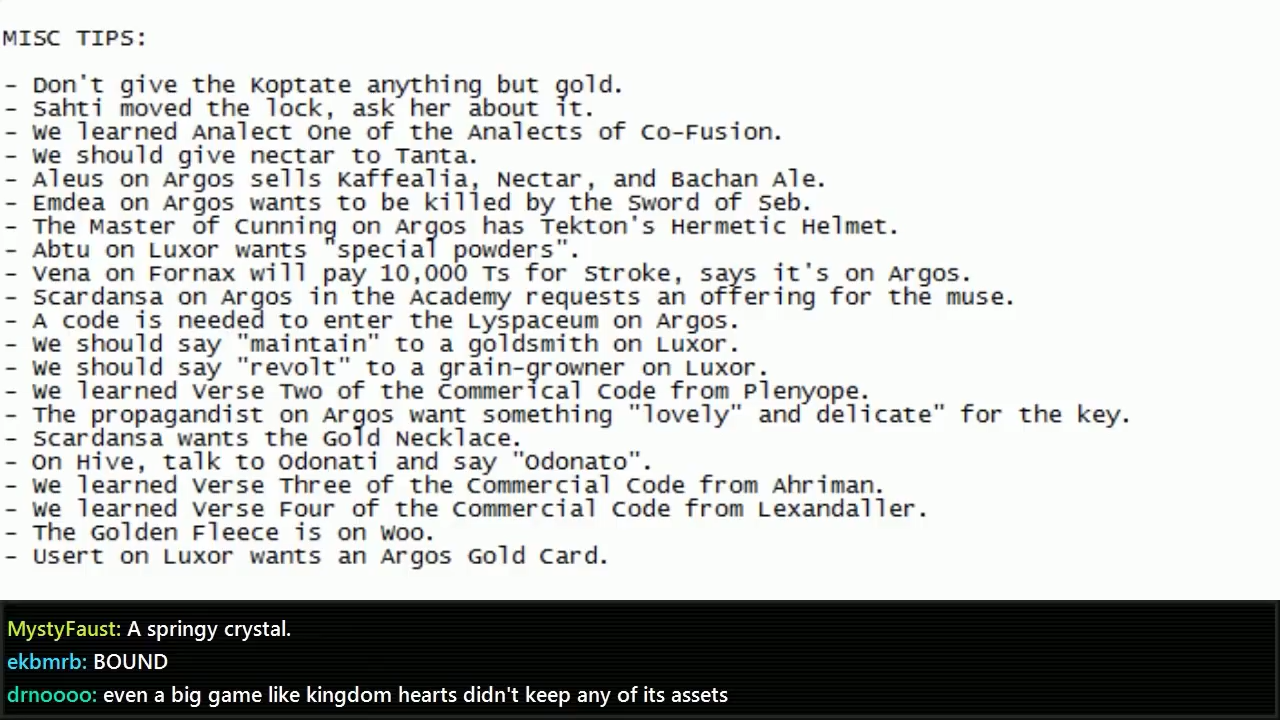 MISC TIPS:
- Don't give the Koptate anything but gold.
- Sahti moved the lock, ask her about it.
- We learned Analect One of the Analects of Co-Fusion.
- We should give nectar to Tanta.
- Aleus on Argos sells Kaffealia, Nectar, and Bachan Ale.
- Emdea on Argos wants to be killed by the Sword of Seb.
- The Master of Cunning on Argos has Tekton's Hermetic Helmet.
- Abtu on Luxor wants "special powders".
- Vena on Fornax will pay 10,000 Ts for Stroke, says it's on Argos.
- Scardansa on Argos in the Academy requests an offering for the muse.
- A code is needed to enter the Lyspaceum on Argos.
- We should say "maintain" to a goldsmith on Luxor.
- We should say "revolt" to a grain-growner on Luxor.
- We learned Verse Two of the Commerical Code from Plenyope.
- The propagandist on Argos want something "lovely" and delicate" for the key.
- Scardansa wants the Gold Necklace.
- On Hive, talk to Odonati and say "Odonato".
- We learned Verse Three of the Commercial Code from Ahriman.
- We learned Verse Four of the Commercial Code from Lexandaller.
- The Golden Fleece is on Woo.
- Usert on Luxor wants an Argos Gold Card.
MystyFaust: A springy crystal.
ekbmrb: BOUND
drnoooo: even a big game like kingdom hearts didn't keep any of its assets